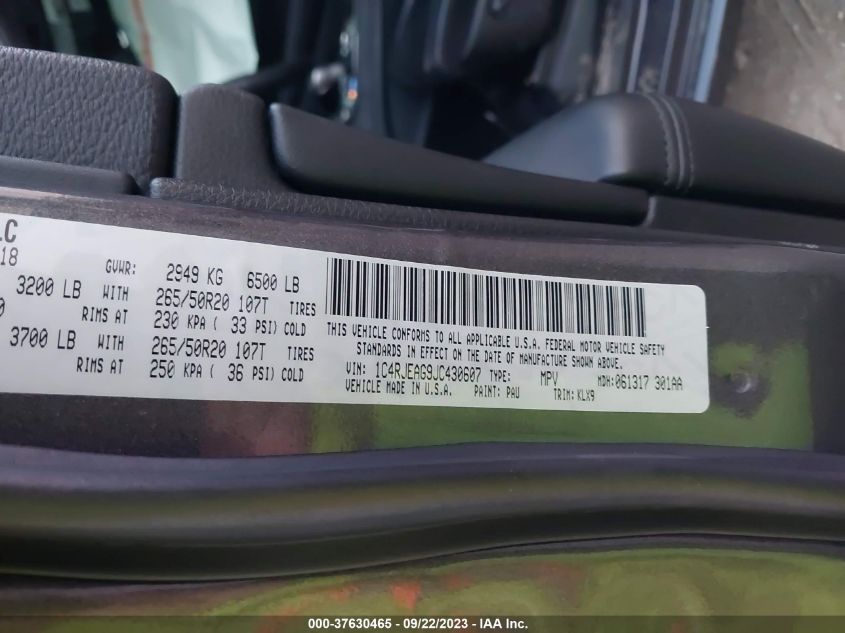 LC
18
GVWR: 2949 KG 6500 LB
3200 LB WITH 265/50R20 107T TIRES
RIMS AT 230 KPA ( 33 PSI) COLD
3700 LB WITH 265/50R20 107T TIRES
RIMS AT 250 KPA ( 36 PSI) COLD
THIS VEHICLE CONFORMS TO ALL APPLICABLE U.S.A. FEDERAL MOTOR VEHICLE SAFETY
STANDARDS IN EFFECT ON THE DATE OF MANUFACTURE SHOWN ABOVE.
VIN: 1C4RJEAG9JC430607 TYPE: MPV MDH: 061317 301AA
VEHICLE MADE IN U.S.A. PAINT: PAU TRIM: KLX9
000-37630465 - 09/22/2023 - IAA Inc.